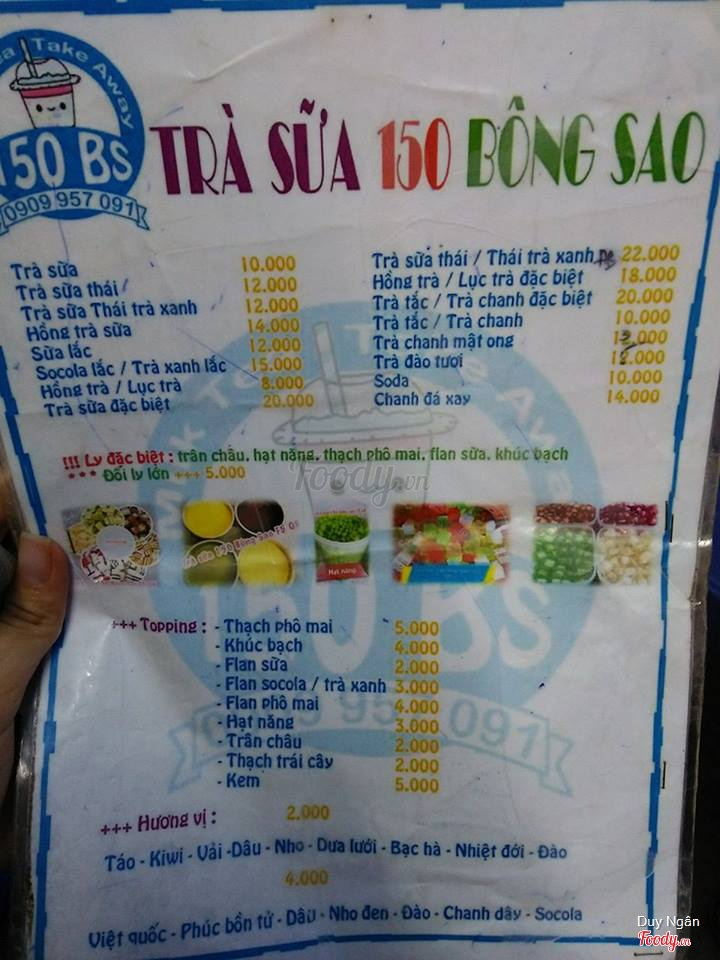 Take Away
150 BS
0909 957 091
TRÀ SỮA 150 BÔNG SAO
Trà sữa 10.000
Trà sữa thái 12.000
Trà sữa Thái trà xanh 12.000
Hồng trà sữa 14.000
Sữa lắc 12.000
Socola lắc / Trà xanh lắc 15.000
Hồng trà / Lục trà 8.000
Trà sữa đặc biệt 20.000
Trà sữa thái / Thái trà xanh 22.000
Hồng trà / Lục trà đặc biệt 18.000
Trà tắc / Trà chanh đặc biệt 20.000
Trà tắc / Trà chanh 10.000
Trà chanh mật ong
Trà đào tươi
Soda 10.000
Chanh đá xay 14.000
!!! Ly đặc biệt : trân châu, hạt năng, thạch phô mai, flan sữa, khúc bạch
*** Đối ly lớn +++ 5.000
Foody.vn
Hạt năng
+++ Topping :
- Thạch phô mai 5.000
- Khúc bạch 4.000
- Flan sữa 2.000
- Flan socola / trà xanh 3.000
- Flan phô mai 4.000
- Hạt năng 3.000
- Trân châu 2.000
- Thạch trái cây 2.000
- Kem 5.000
+++ Hương vị : 2.000
Táo - Kiwi - Vải - Dâu - Nho - Dưa lưới - Bạc hà - Nhiệt đới - Đào
4.000
Việt quốc - Phúc bồn tử - Dâu - Nho đen - Đào - Chanh dây - Socola
Duy Ngân
Foody.vn